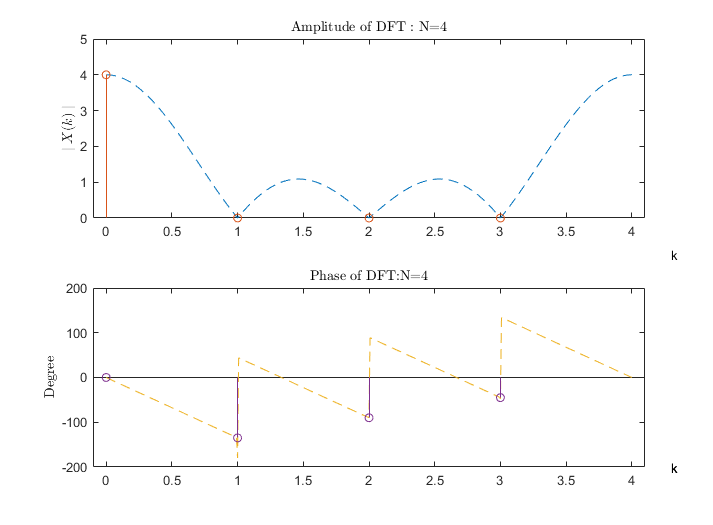 Amplitude of DFT : N=4
| X(k) |
5
4
3
2
1
0
0 0.5 1 1.5 2 2.5 3 3.5 4
k
Phase of DFT:N=4
Degree
200
100
0
-100
-200
0 0.5 1 1.5 2 2.5 3 3.5 4
k